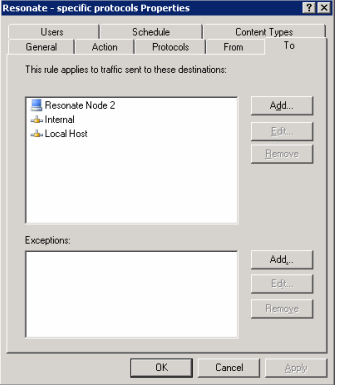 Resonate - specific protocols Properties
Users Schedule Content Types
General Action Protocols From To
This rule applies to traffic sent to these destinations:
Resonate Node 2
Internal
Local Host
Add...
Edit...
Remove
Exceptions:
Add...
Edit...
Remove
OK Cancel Apply